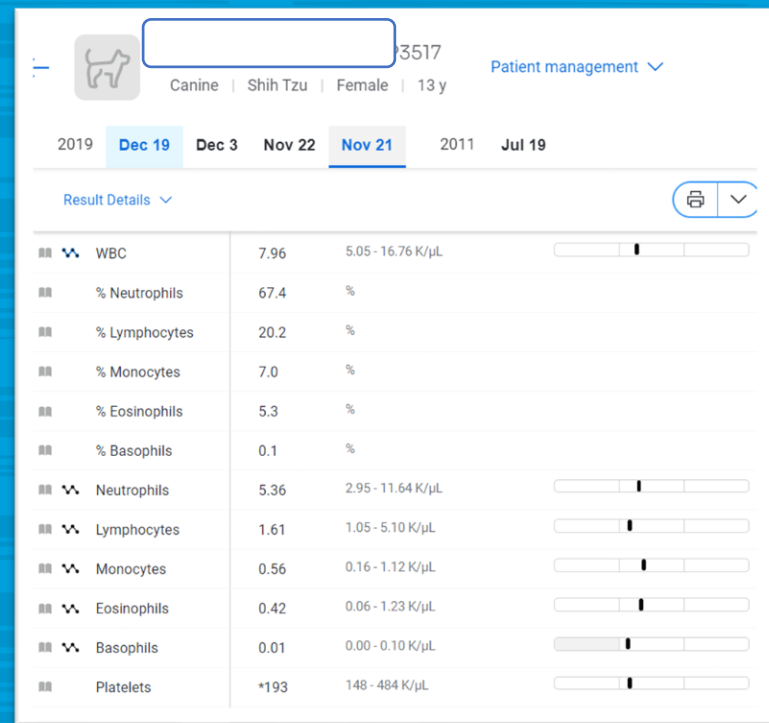 3517
Patient management
Canine | Shih Tzu | Female | 13 y
2019 Dec 19 Dec 3 Nov 22 Nov 21 2011 Jul 19
Result Details
WBC 7.96 5.05 - 16.76 K/µL
% Neutrophils 67.4 %
% Lymphocytes 20.2 %
% Monocytes 7.0 %
% Eosinophils 5.3 %
% Basophils 0.1 %
Neutrophils 5.36 2.95 - 11.64 K/µL
Lymphocytes 1.61 1.05 - 5.10 K/µL
Monocytes 0.56 0.16 - 1.12 K/µL
Eosinophils 0.42 0.06 - 1.23 K/µL
Basophils 0.01 0.00 - 0.10 K/µL
Platelets *193 148 - 484 K/µL